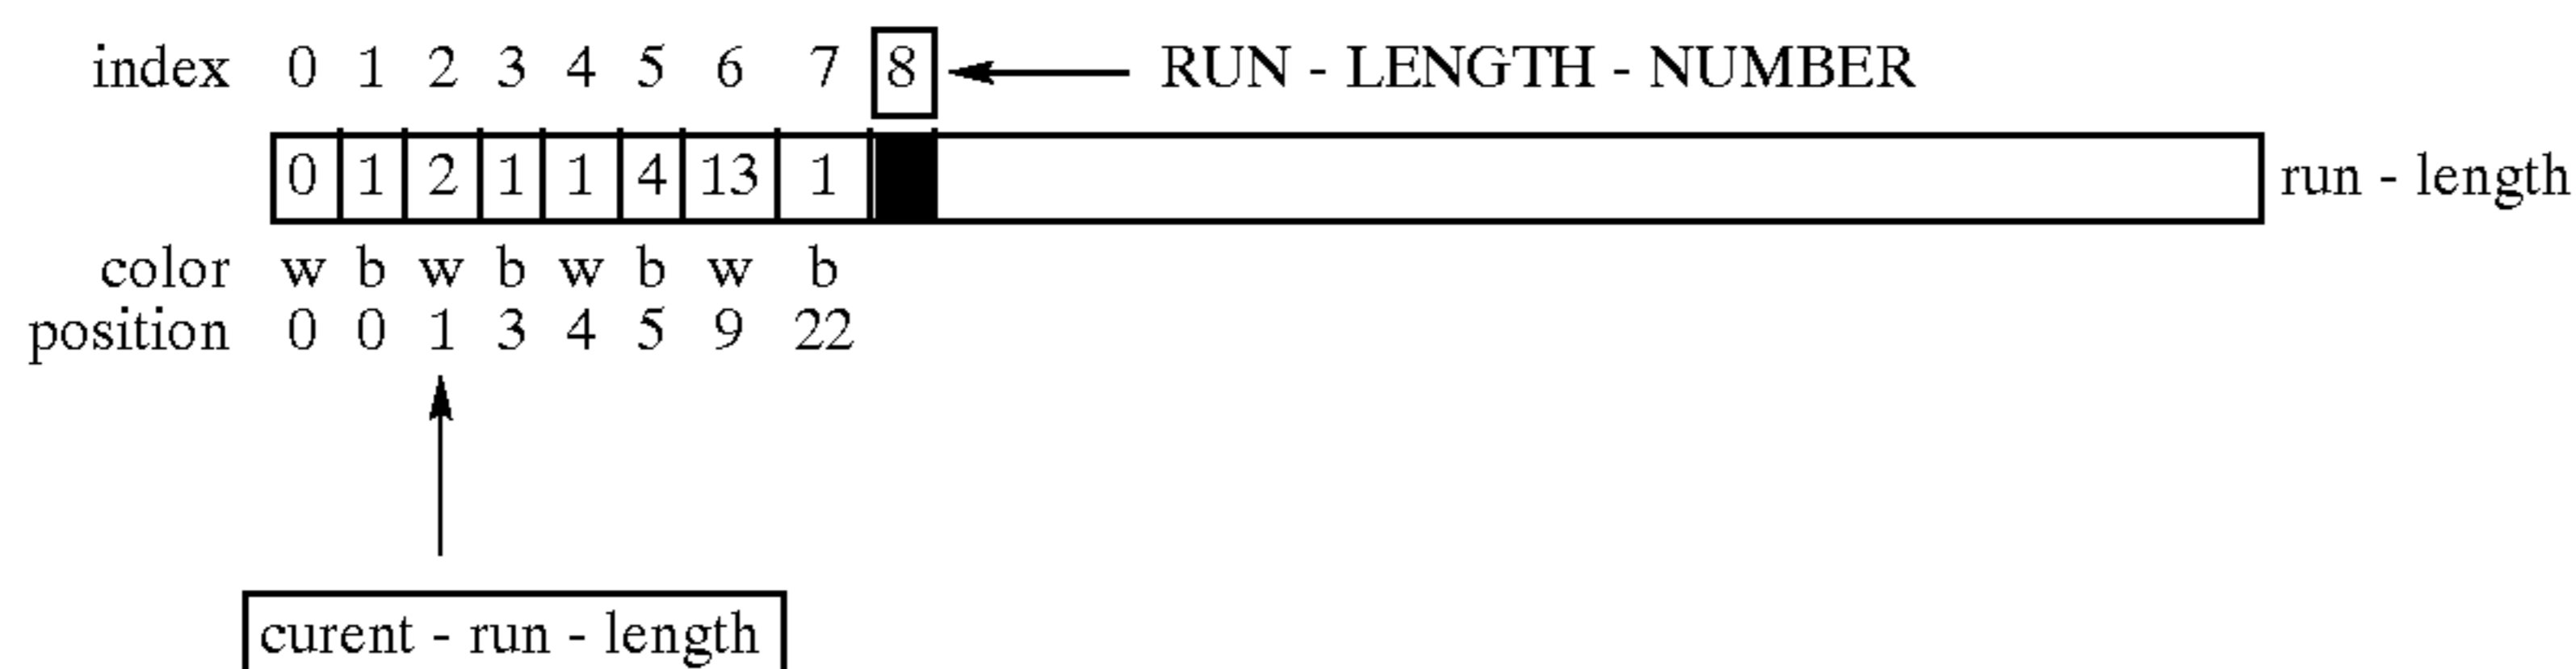 index 0 1 2 3 4 5 6 7 8 RUN - LENGTH - NUMBER
0 1 2 1 1 4 13 1 run - length
color w b w b w b w b
position 0 0 1 3 4 5 9 22
curent - run - length